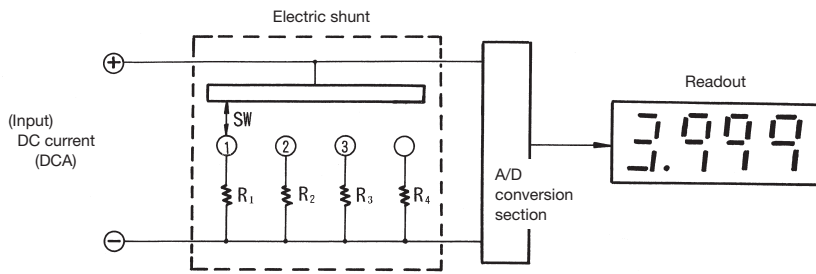 Electric shunt
Readout
(Input)
DC current
(DCA)
+
SW
1 2 3
R1 R2 R3 R4
−
A/D
conversion
section
3.999